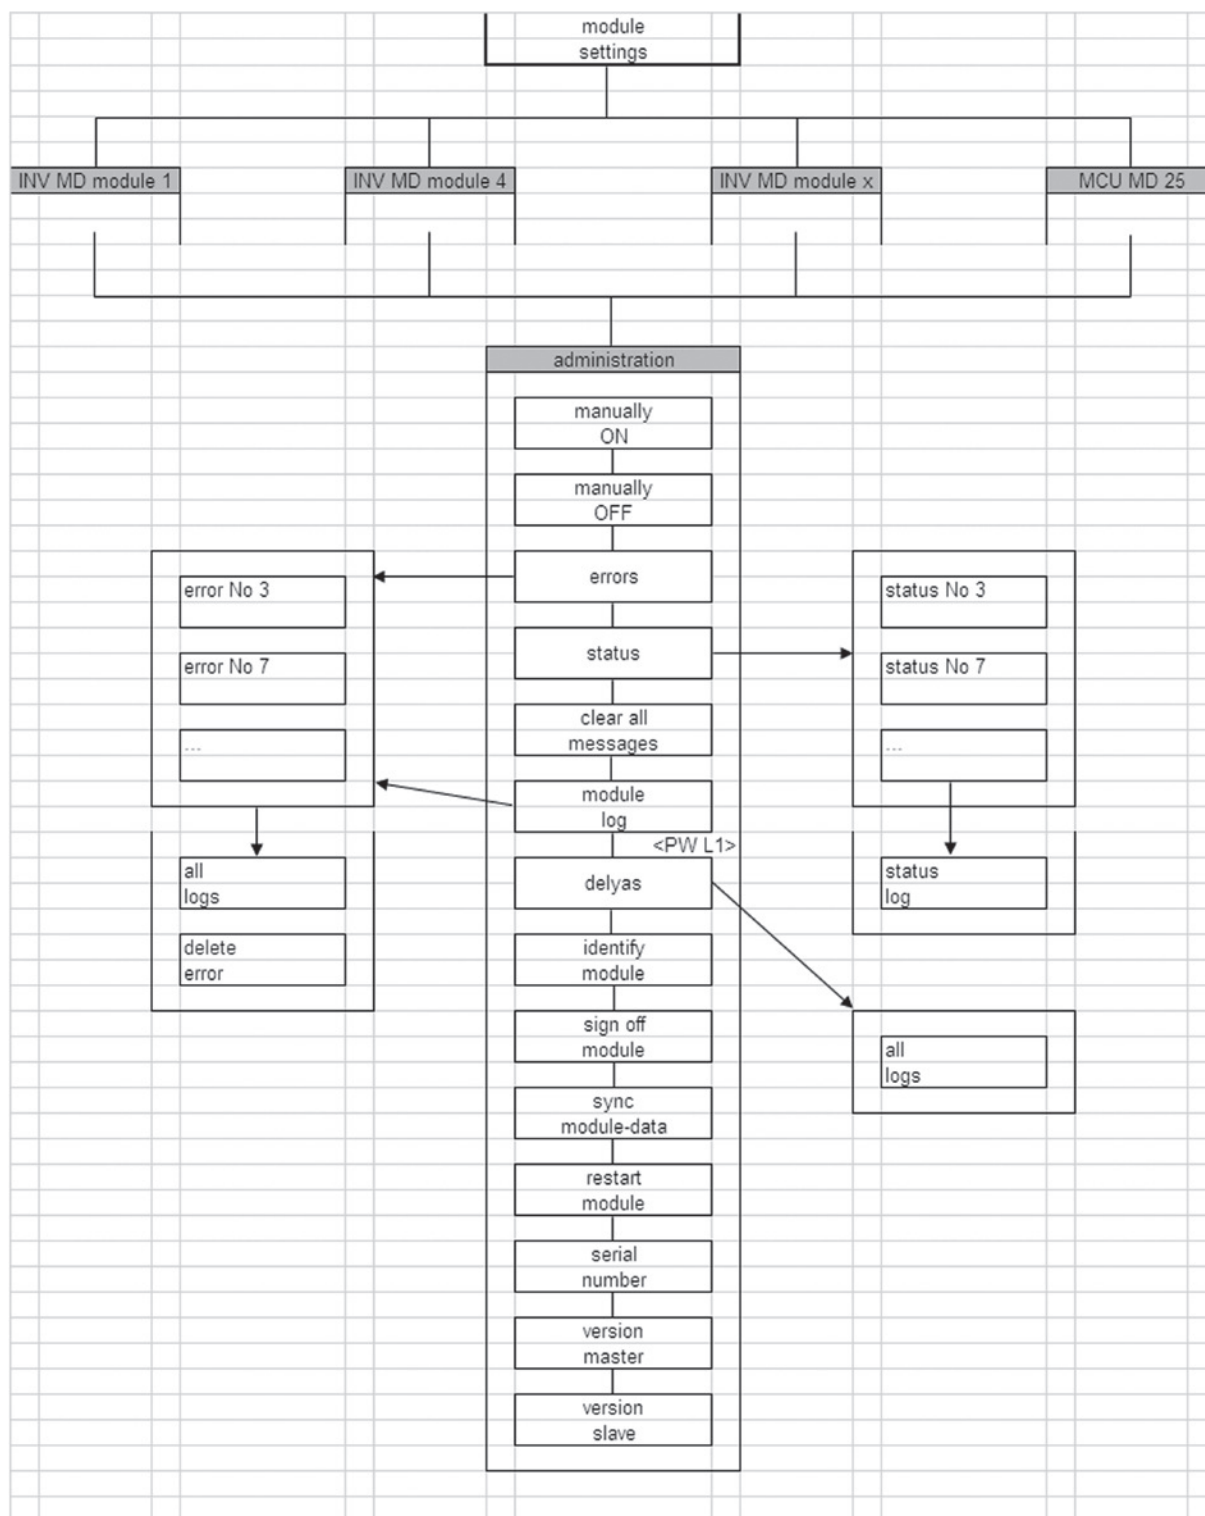 module
settings
INV MD module 1
INV MD module 4
INV MD module x
MCU MD 25
administration
manually
ON
manually
OFF
errors
status
clear all
messages
module
log
<PW L1>
delyas
identify
module
sign off
module
sync
module-data
restart
module
serial
number
version
master
version
slave
error No 3
error No 7
...
all
logs
delete
error
status No 3
status No 7
...
status
log
all
logs